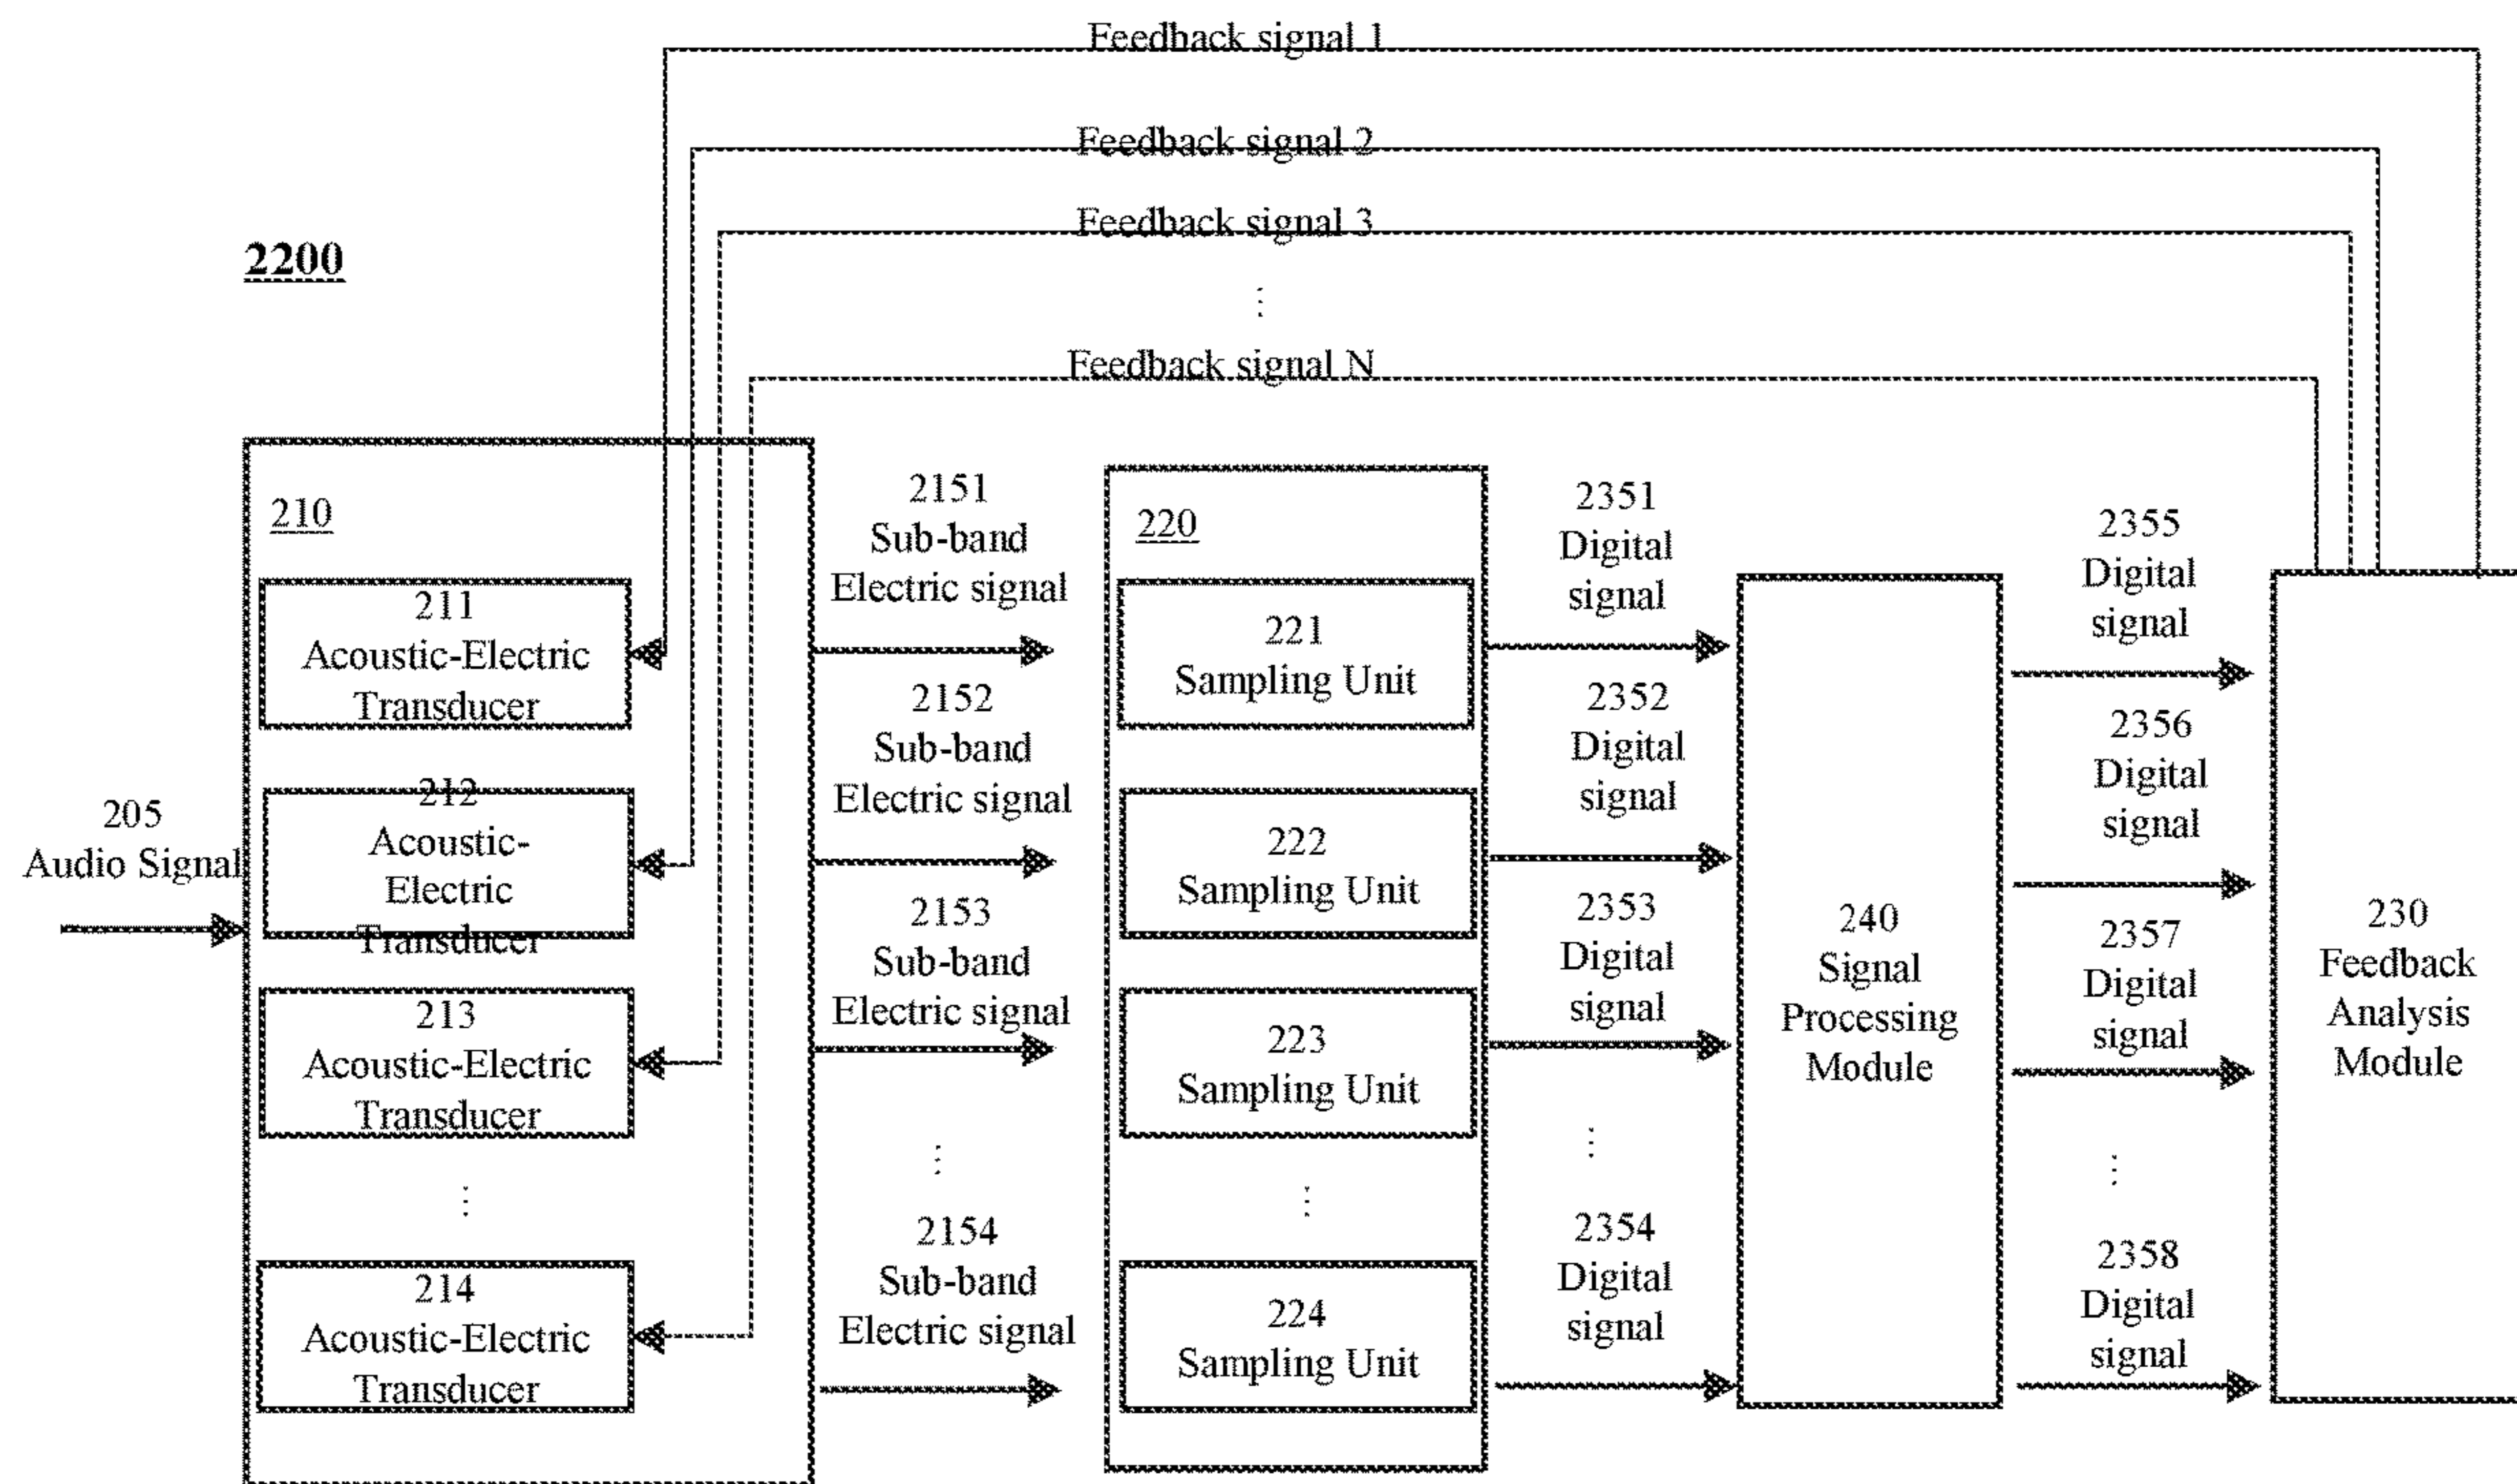 Feedback signal 1
Feedback signal 2
Feedback signal 3
2200
⋮
Feedback signal N
205
Audio Signal
210
211
Acoustic-Electric
Transducer
212
Acoustic-
Electric
Transducer
213
Acoustic-Electric
Transducer
⋮
214
Acoustic-Electric
Transducer
2151
Sub-band
Electric signal
2152
Sub-band
Electric signal
2153
Sub-band
Electric signal
⋮
2154
Sub-band
Electric signal
220
221
Sampling Unit
222
Sampling Unit
223
Sampling Unit
⋮
224
Sampling Unit
2351
Digital
signal
2352
Digital
signal
2353
Digital
signal
⋮
2354
Digital
signal
240
Signal
Processing
Module
2355
Digital
signal
2356
Digital
signal
2357
Digital
signal
⋮
2358
Digital
signal
230
Feedback
Analysis
Module